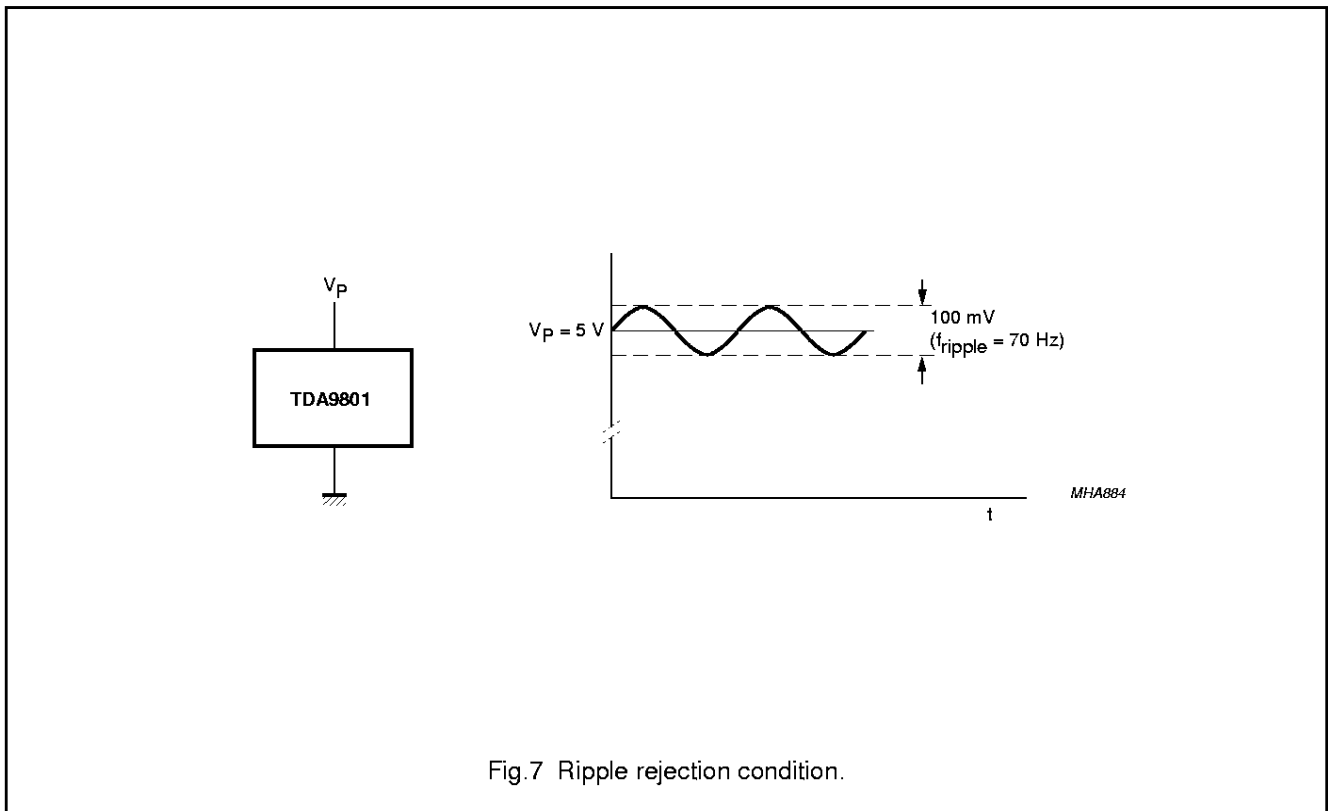 VP
TDA9801
VP = 5 V
100 mV
(fripple = 70 Hz)
t
MHA884
Fig.7 Ripple rejection condition.